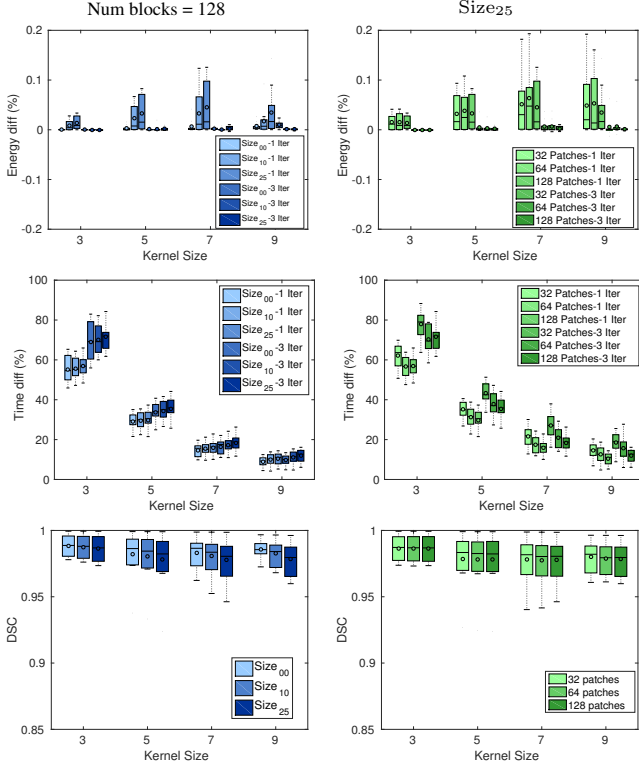 Num blocks = 128
Size25
0.2
0.1
0
-0.1
-0.2
Energy diff (%)
3 5 7 9
Kernel Size
Size00-1 Iter
Size10-1 Iter
Size25-1 Iter
Size00-3 Iter
Size10-3 Iter
Size25-3 Iter
0.2
0.1
0
-0.1
-0.2
Energy diff (%)
3 5 7 9
Kernel Size
32 Patches-1 Iter
64 Patches-1 Iter
128 Patches-1 Iter
32 Patches-3 Iter
64 Patches-3 Iter
128 Patches-3 Iter
100
80
60
40
20
0
Time diff (%)
3 5 7 9
Kernel Size
Size00-1 Iter
Size10-1 Iter
Size25-1 Iter
Size00-3 Iter
Size10-3 Iter
Size25-3 Iter
100
80
60
40
20
0
Time diff (%)
3 5 7 9
Kernel Size
32 Patches-1 Iter
64 Patches-1 Iter
128 Patches-1 Iter
32 Patches-3 Iter
64 Patches-3 Iter
128 Patches-3 Iter
1
0.95
0.9
0.85
DSC
3 5 7 9
Kernel Size
Size00
Size10
Size25
1
0.95
0.9
0.85
DSC
3 5 7 9
Kernel Size
32 patches
64 patches
128 patches